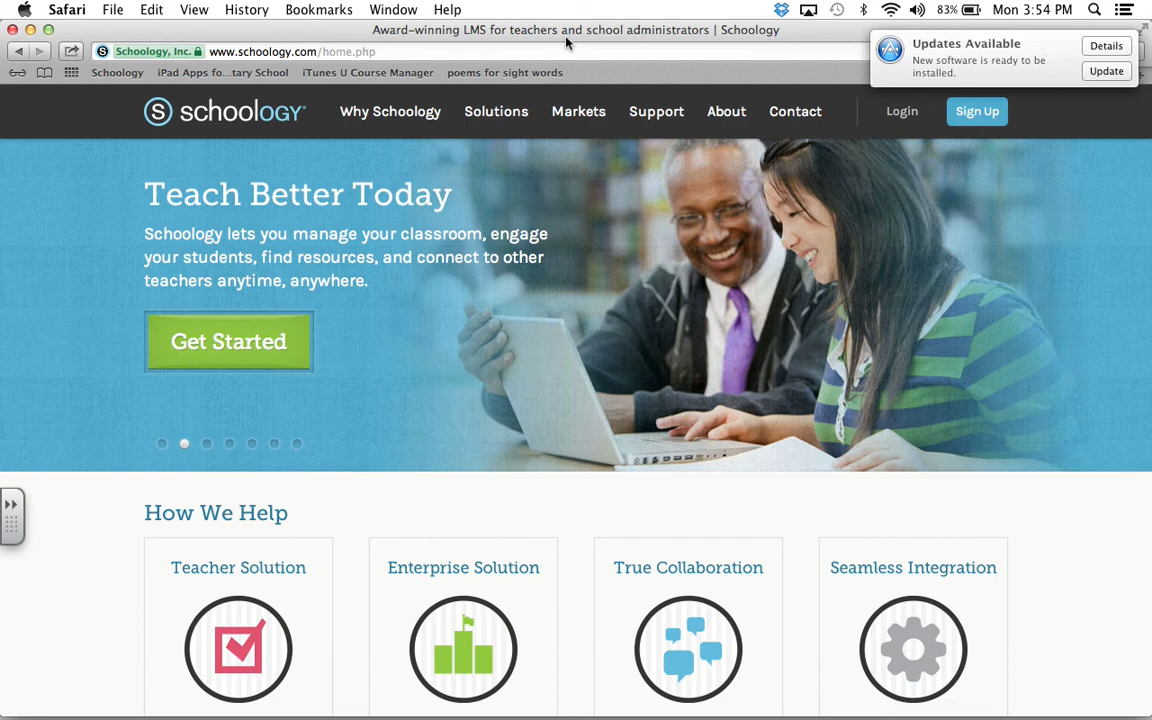 Safari File Edit View History Bookmarks Window Help 83% Mon 3:54 PM
Award-winning LMS for teachers and school administrators | Schoology
Schoology, Inc. www.schoology.com/home.php
Schoology iPad Apps fo...tary School iTunes U Course Manager poems for sight words
Updates Available
New software is ready to be
installed.
Details
Update
schoology
Why Schoology Solutions Markets Support About Contact Login Sign Up
Teach Better Today
Schoology lets you manage your classroom, engage
your students, find resources, and connect to other
teachers anytime, anywhere.
Get Started
How We Help
Teacher Solution Enterprise Solution True Collaboration Seamless Integration